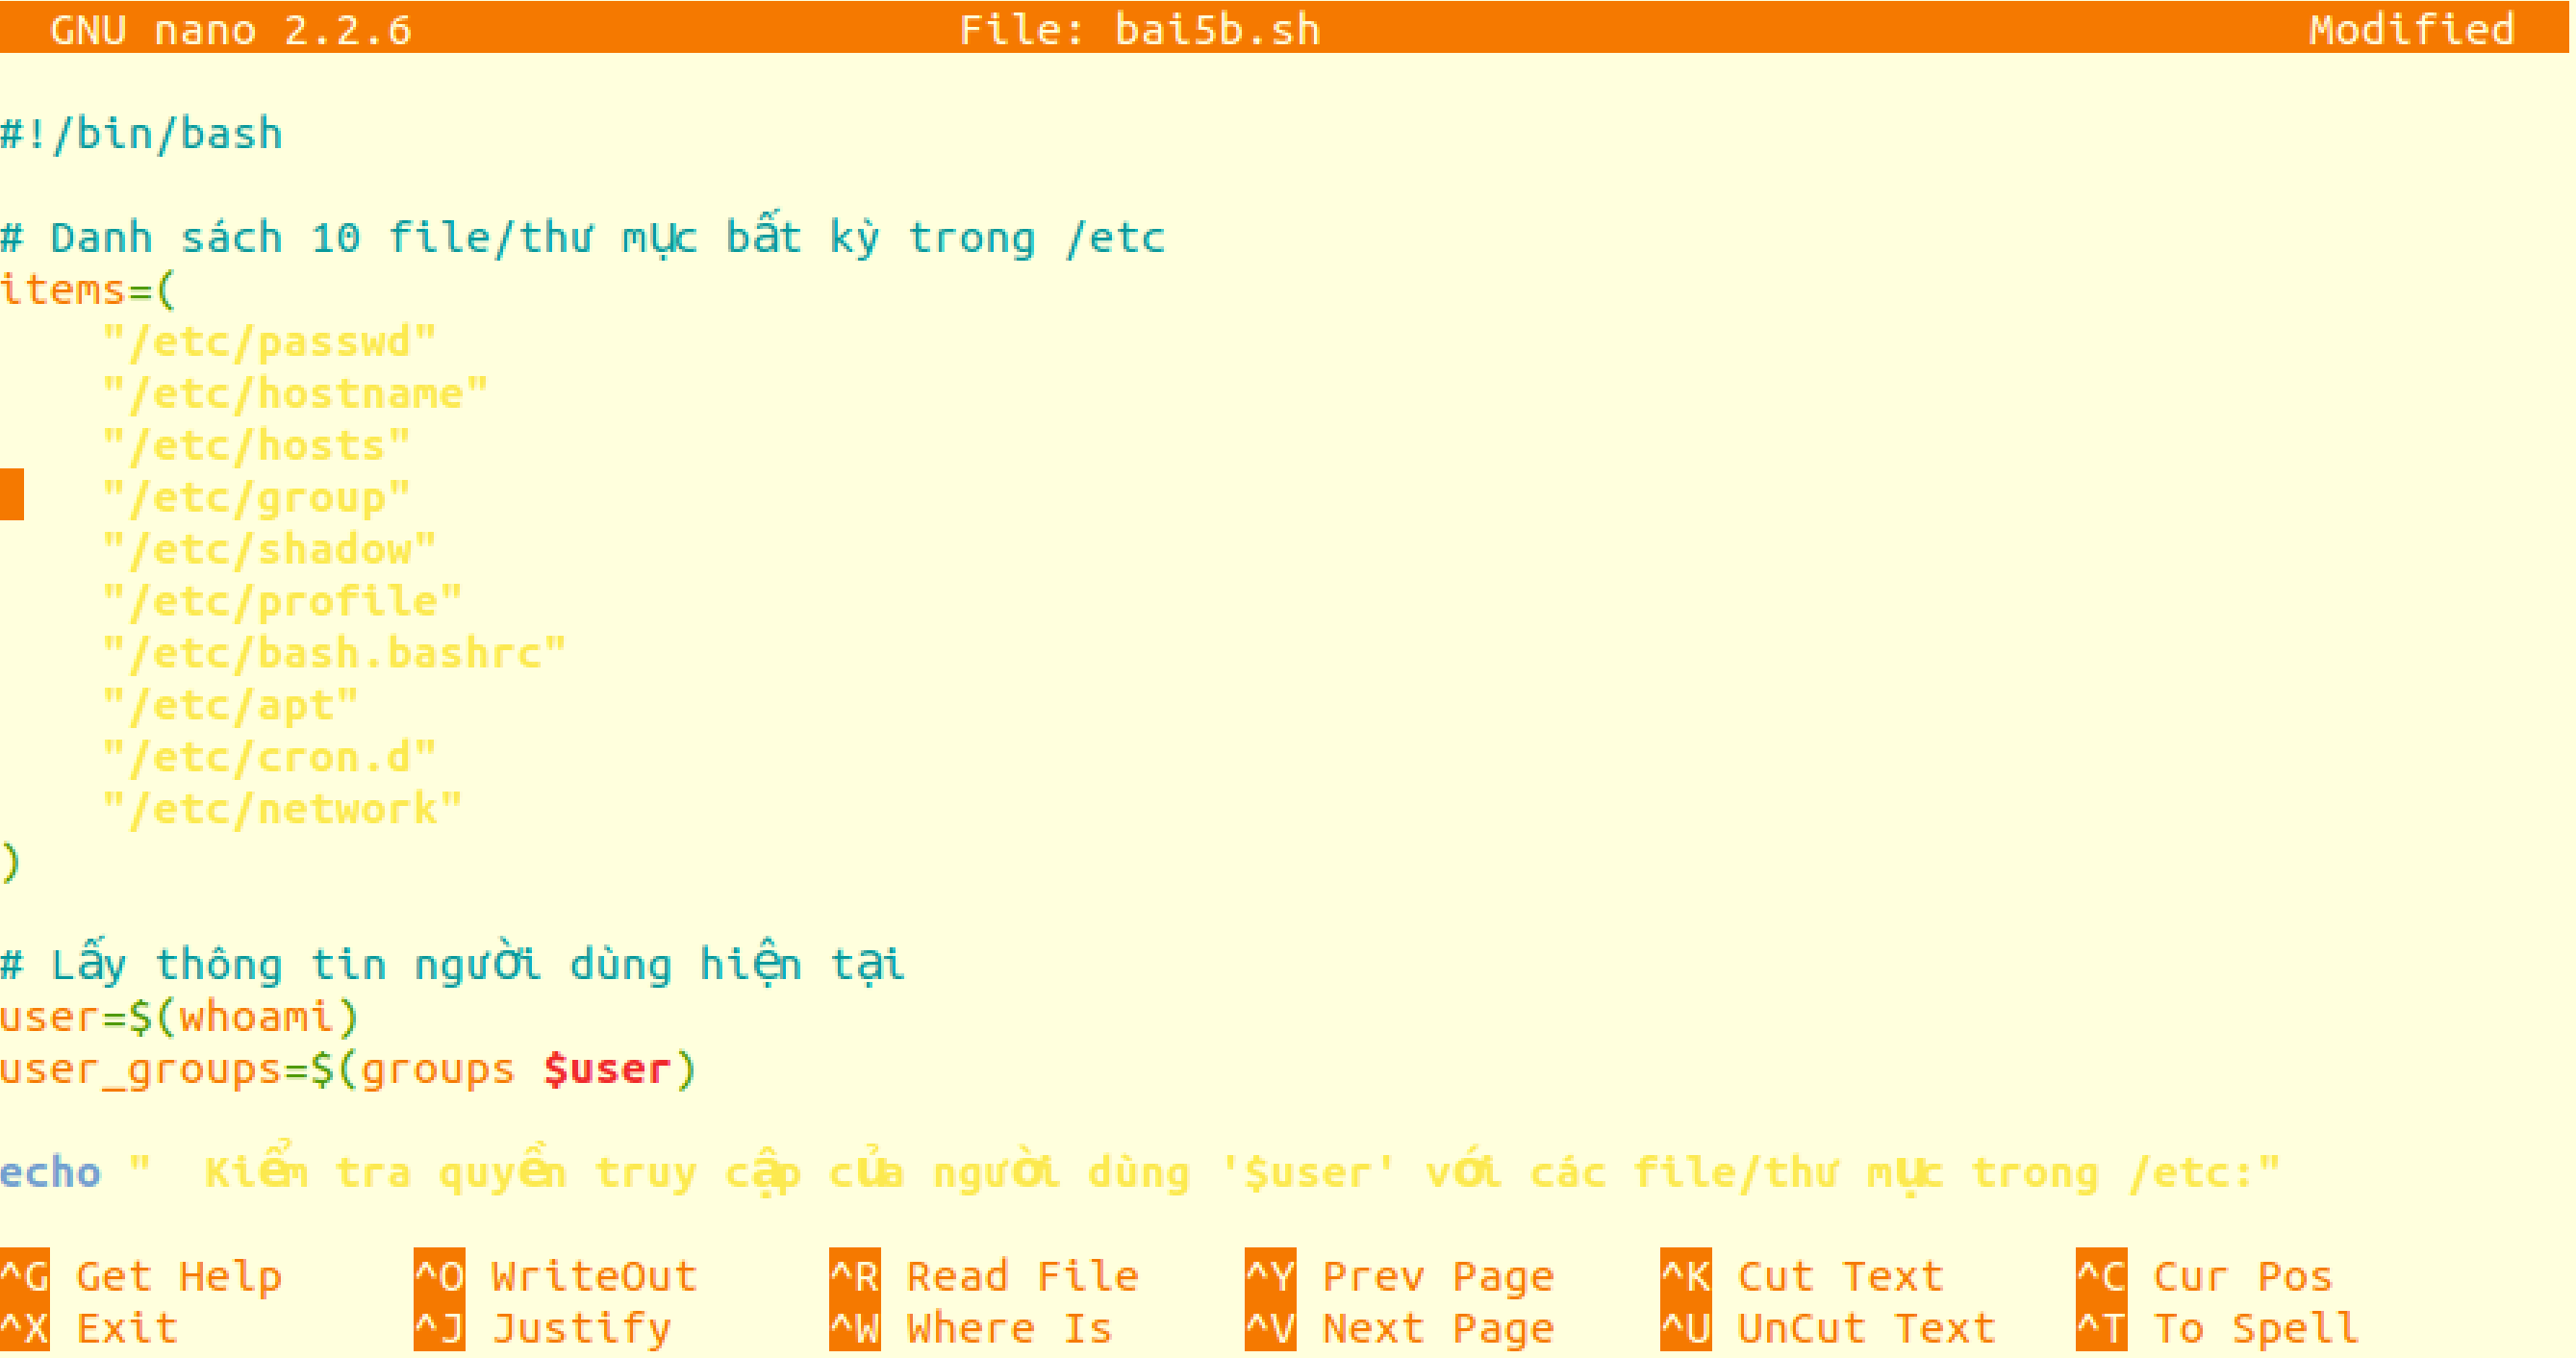 GNU nano 2.2.6 File: bai5b.sh Modified
#!/bin/bash
# Danh sách 10 file/thư mục bất kỳ trong /etc
items=(
"/etc/passwd"
"/etc/hostname"
"/etc/hosts"
"/etc/group"
"/etc/shadow"
"/etc/profile"
"/etc/bash.bashrc"
"/etc/apt"
"/etc/cron.d"
"/etc/network"
)
# Lấy thông tin người dùng hiện tại
user=$(whoami)
user_groups=$(groups $user)
echo "  Kiểm tra quyền truy cập của người dùng '$user' với các file/thư mục trong /etc:"
^G Get Help ^O WriteOut ^R Read File ^Y Prev Page ^K Cut Text ^C Cur Pos
^X Exit ^J Justify ^W Where Is ^V Next Page ^U UnCut Text ^T To Spell